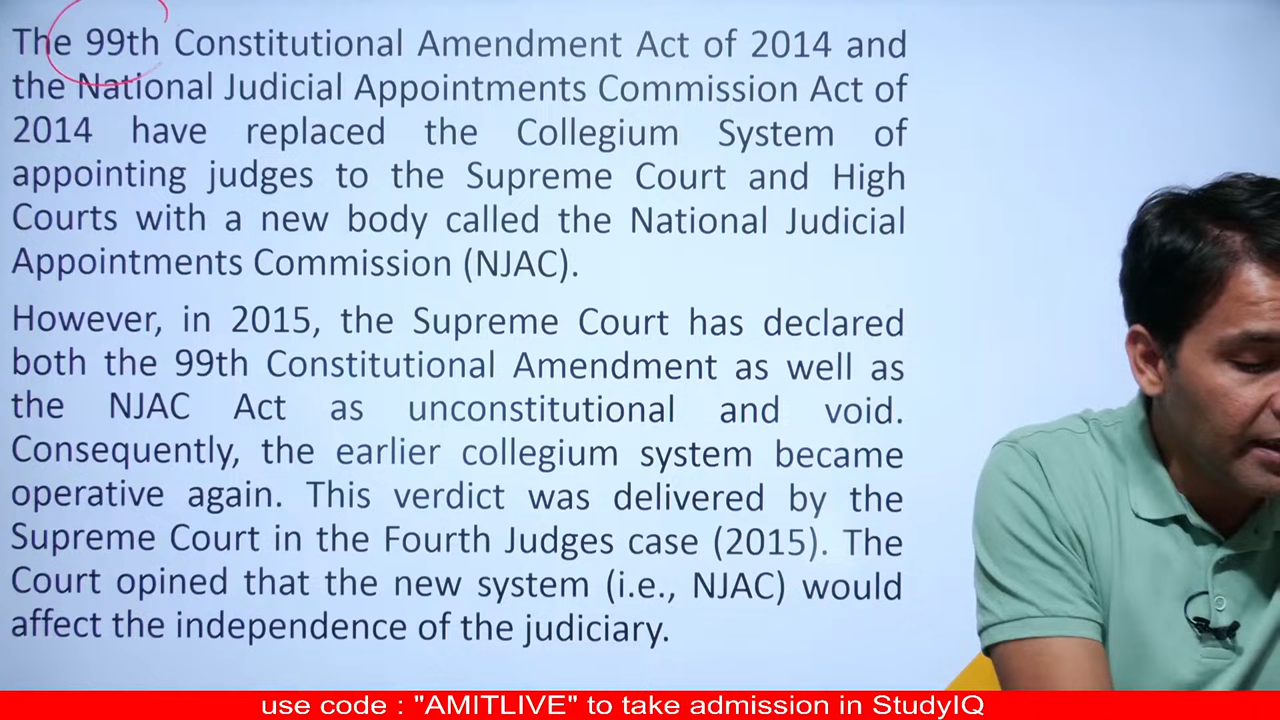 The 99th Constitutional Amendment Act of 2014 and
the National Judicial Appointments Commission Act of
2014 have replaced the Collegium System of
appointing judges to the Supreme Court and High
Courts with a new body called the National Judicial
Appointments Commission (NJAC).
However, in 2015, the Supreme Court has declared
both the 99th Constitutional Amendment as well as
the NJAC Act as unconstitutional and void.
Consequently, the earlier collegium system became
operative again. This verdict was delivered by the
Supreme Court in the Fourth Judges case (2015). The
Court opined that the new system (i.e., NJAC) would
affect the independence of the judiciary.
use code : "AMITLIVE" to take admission in StudyIQ